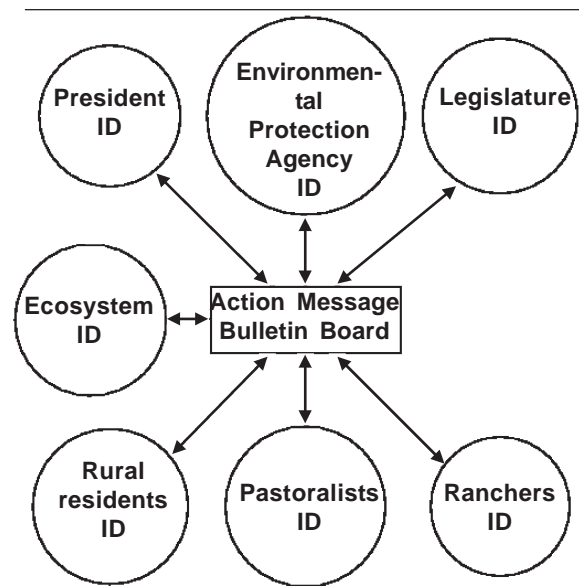 President
ID
Environmen-
tal
Protection
Agency
ID
Legislature
ID
Ecosystem
ID
Action Message
Bulletin Board
Rural
residents
ID
Pastoralists
ID
Ranchers
ID